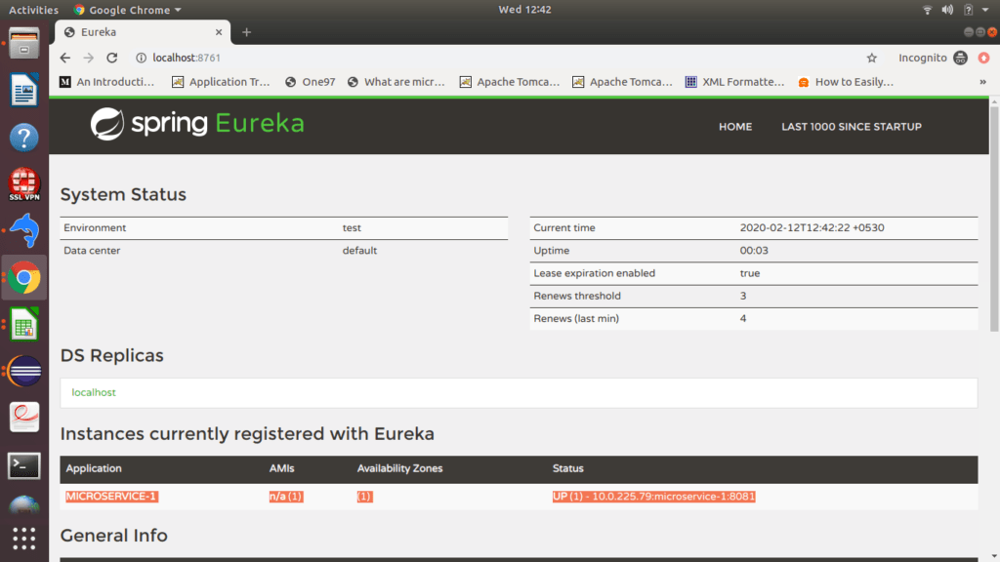 Activities Google Chrome Wed 12:42
Eureka
localhost:8761 Incognito
An Introducti... Application Tr... One97 What are micr... Apache Tomca... Apache Tomca... XML Formatte... How to Easily... »
spring Eureka HOME LAST 1000 SINCE STARTUP
System Status
Environment test
Data center default
Current time 2020-02-12T12:42:22 +0530
Uptime 00:03
Lease expiration enabled true
Renews threshold 3
Renews (last min) 4
DS Replicas
localhost
Instances currently registered with Eureka
Application AMIs Availability Zones Status
MICROSERVICE-1 n/a (1) (1) UP (1) - 10.0.225.79:microservice-1:8081
General Info
SSL VPN